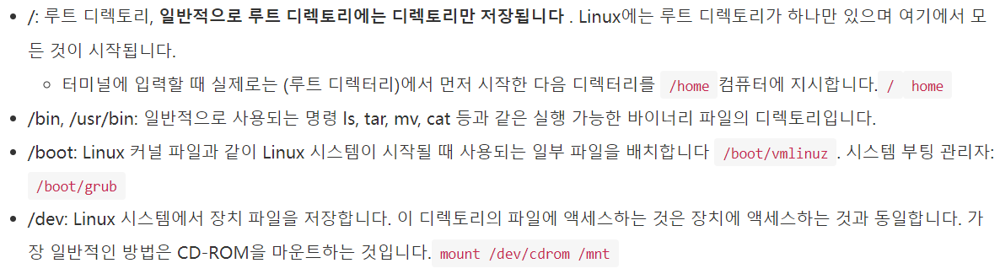 /: 루트 디렉토리, 일반적으로 루트 디렉토리에는 디렉토리만 저장됩니다 . Linux에는 루트 디렉토리가 하나만 있으며 여기에서 모
든 것이 시작됩니다.
터미널에 입력할 때 실제로는 (루트 디렉터리)에서 먼저 시작한 다음 디렉터리를 /home 컴퓨터에 지시합니다. / home
/bin, /usr/bin: 일반적으로 사용되는 명령 ls, tar, mv, cat 등과 같은 실행 가능한 바이너리 파일의 디렉토리입니다.
/boot: Linux 커널 파일과 같이 Linux 시스템이 시작될 때 사용되는 일부 파일을 배치합니다 /boot/vmlinuz . 시스템 부팅 관리자:
/boot/grub
/dev: Linux 시스템에서 장치 파일을 저장합니다. 이 디렉토리의 파일에 액세스하는 것은 장치에 액세스하는 것과 동일합니다. 가
장 일반적인 방법은 CD-ROM을 마운트하는 것입니다. mount /dev/cdrom /mnt